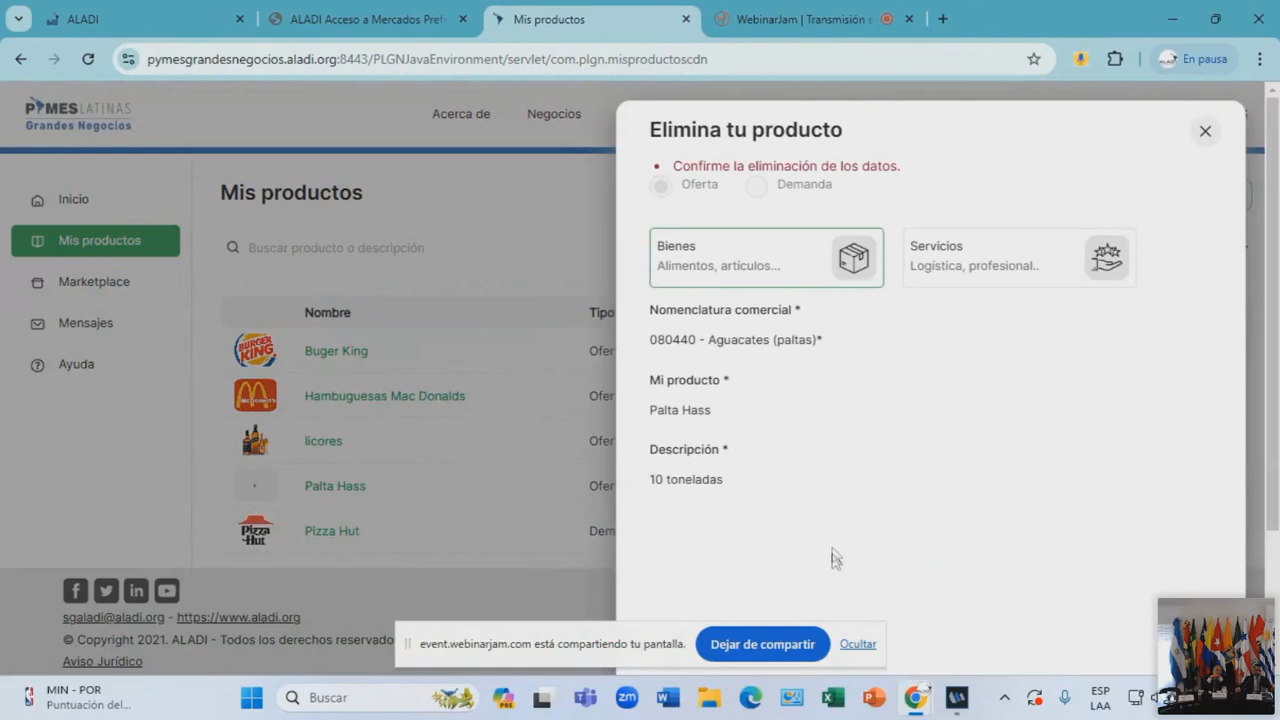 ALADI
ALADI Acceso a Mercados Pref
Mis productos
WebinarJam | Transmisión e
pymesgrandesnegocios.aladi.org:8443/PLGNJavaEnvironment/servlet/com.plgn.misproductoscdn
En pausa
PYMESLATINAS
Grandes Negocios
Acerca de
Negocios
Inicio
Mis productos
Marketplace
Mensajes
Ayuda
Mis productos
Buscar producto o descripción
Nombre
Tipo
BURGER KING
Buger King
Ofer
McDonald's
Hambuguesas Mac Donalds
Ofer
licores
Ofer
Palta Hass
Ofer
Pizza Hut
Pizza Hut
Dem
Elimina tu producto
• Confirme la eliminación de los datos.
Oferta
Demanda
Bienes
Alimentos, artículos...
Servicios
Logística, profesional..
Nomenclatura comercial *
080440 - Aguacates (paltas)*
Mi producto *
Palta Hass
Descripción *
10 toneladas
sgaladi@aladi.org - https://www.aladi.org
© Copyright 2021. ALADI - Todos los derechos reservado
Aviso Jurídico
event.webinarjam.com está compartiendo tu pantalla.
Dejar de compartir
Ocultar
MIN - POR
Puntuación del...
Buscar
ESP
LAA